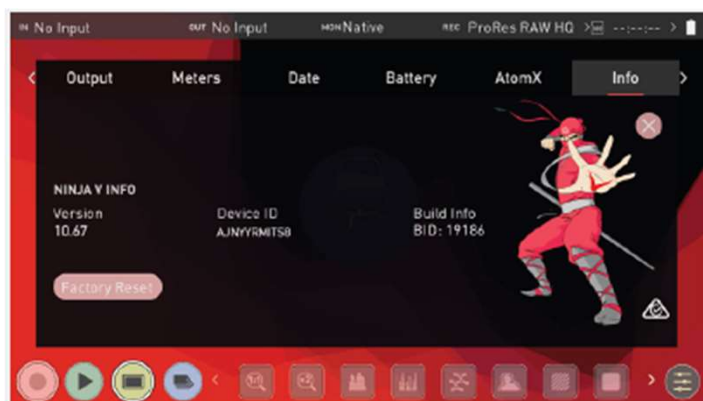 IN No Input OUT No Input MON Native REC ProRes RAW HQ --:--:--
Output Meters Date Battery AtomX Info
NINJA V INFO
Version Device ID Build Info
10.67 AJNYYRMITS8 BID: 19186
Factory Reset